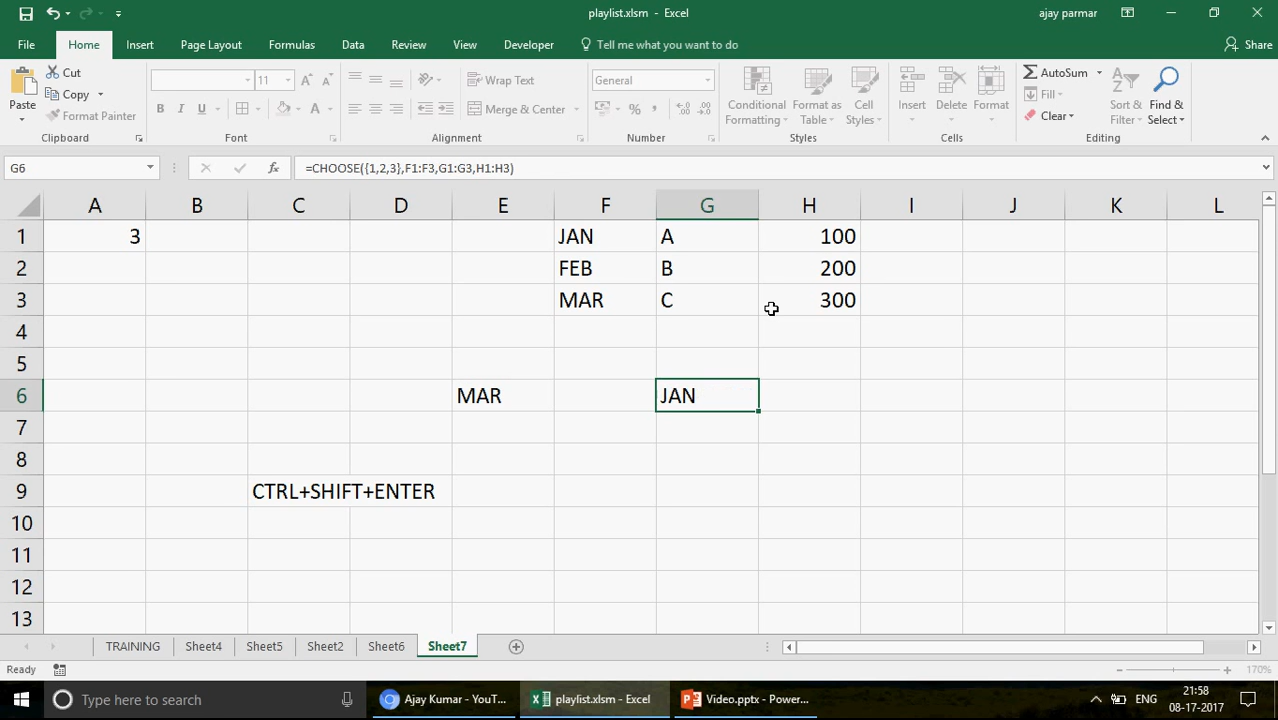 playlist.xlsm - Excel
ajay parmar
File Home Insert Page Layout Formulas Data Review View Developer Tell me what you want to do Share
Paste
Cut
Copy
Format Painter
Clipboard
11 A A
B I U A
Font
Wrap Text
Merge & Center
Alignment
General
%
Number
Conditional Formatting
Format as Table
Cell Styles
Styles
Insert Delete Format
Cells
AutoSum
Fill
Clear
Sort & Filter
Find & Select
Editing
G6 fx =CHOOSE({1,2,3},F1:F3,G1:G3,H1:H3)
A B C D E F G H I J K L
1 3 JAN A 100
2 FEB B 200
3 MAR C 300
4
5
6 MAR JAN
7
8
9 CTRL+SHIFT+ENTER
10
11
12
13
TRAINING Sheet4 Sheet5 Sheet2 Sheet6 Sheet7
Ready 170%
Type here to search
Ajay Kumar - YouT...
playlist.xlsm - Excel
Video.pptx - Power...
ENG
21:58
08-17-2017